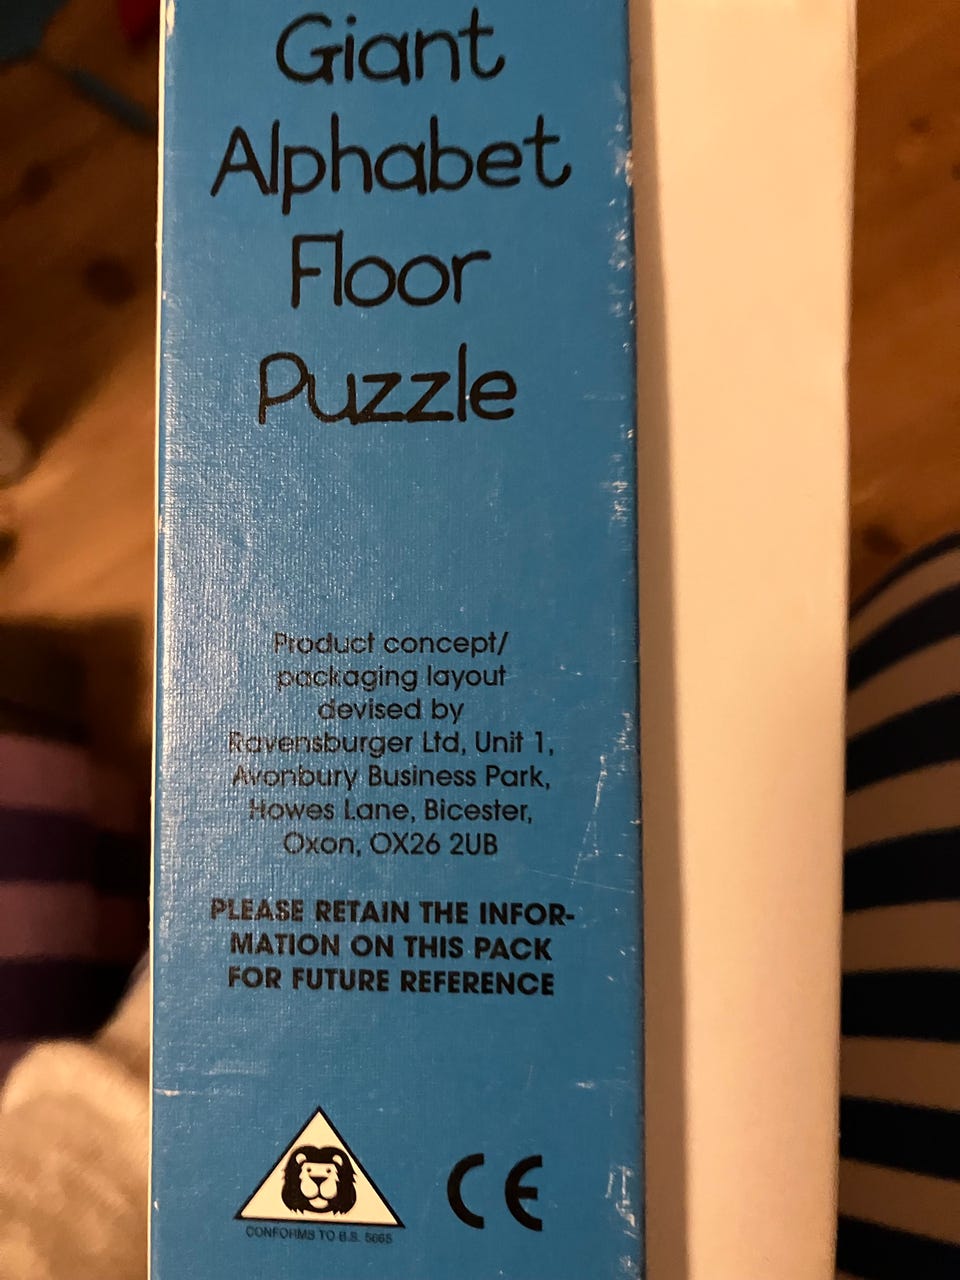 Giant
Alphabet
Floor
Puzzle
Product concept/
packaging layout
devised by
Ravensburger Ltd, Unit 1,
Avonbury Business Park,
Howes Lane, Bicester,
Oxon, OX26 2UB
PLEASE RETAIN THE INFOR-
MATION ON THIS PACK
FOR FUTURE REFERENCE
CE
CONFORMS TO B.S. 5665